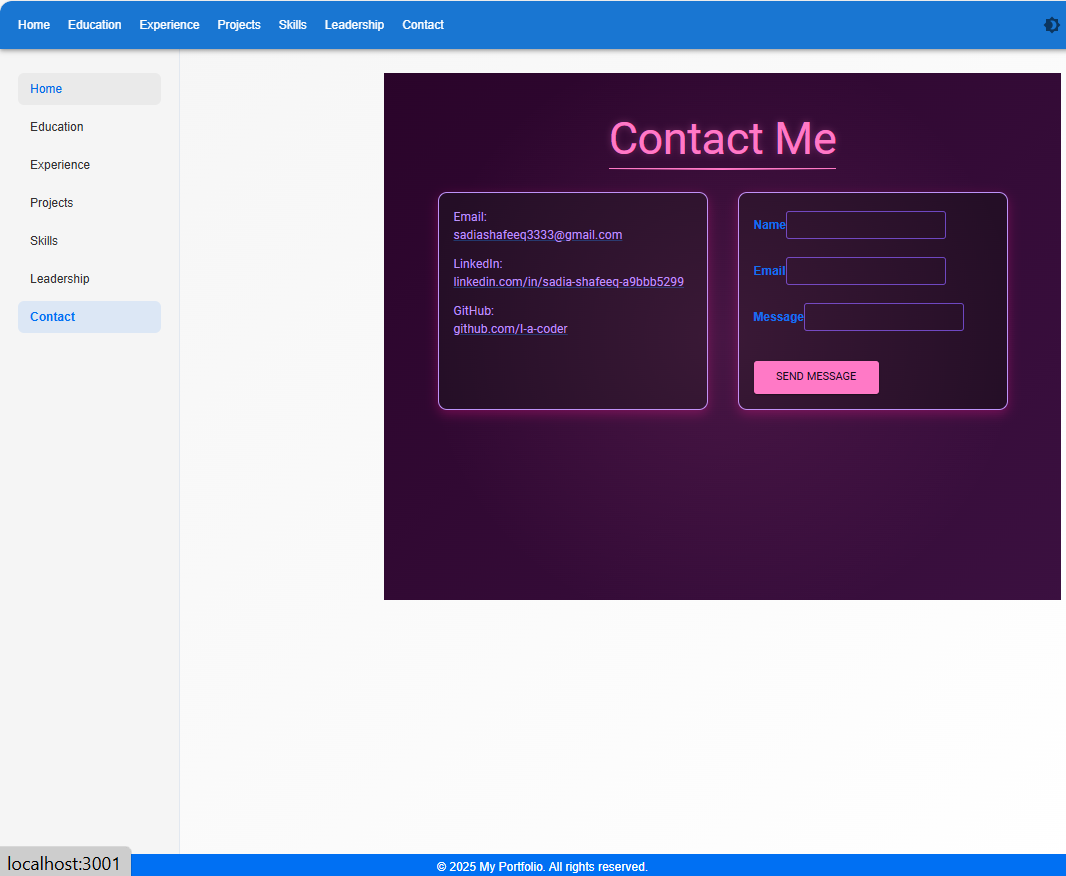 Home Education Experience Projects Skills Leadership Contact
Home
Education
Experience
Projects
Skills
Leadership
Contact
Contact Me
Email:
sadiashafeeq3333@gmail.com
LinkedIn:
linkedin.com/in/sadia-shafeeq-a9bbb5299
GitHub:
github.com/I-a-coder
Name
Email
Message
SEND MESSAGE
localhost:3001
© 2025 My Portfolio. All rights reserved.